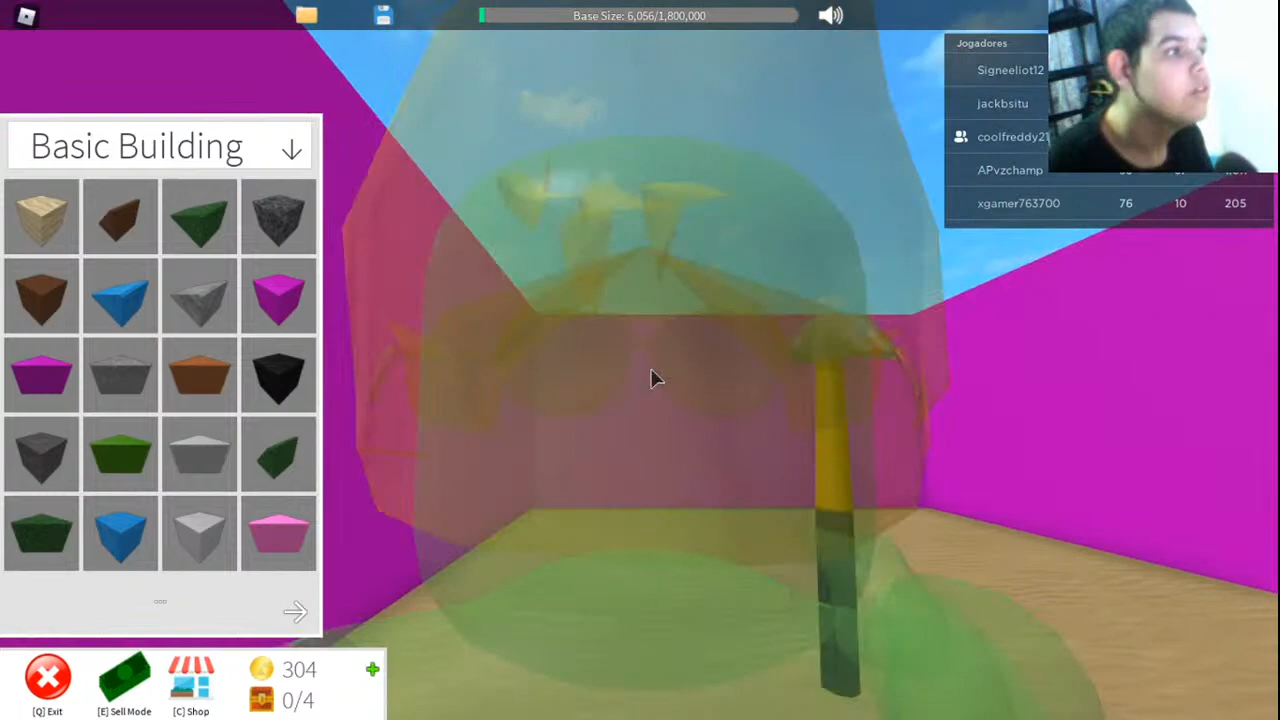 Base Size: 6,056/1,800,000
Jogadores
Signeeliot12
jackbsitu
coolfreddy21
APvzchamp
xgamer763700 76 10 205
Basic Building
304
0/4
[Q] Exit
[E] Sell Mode
[C] Shop